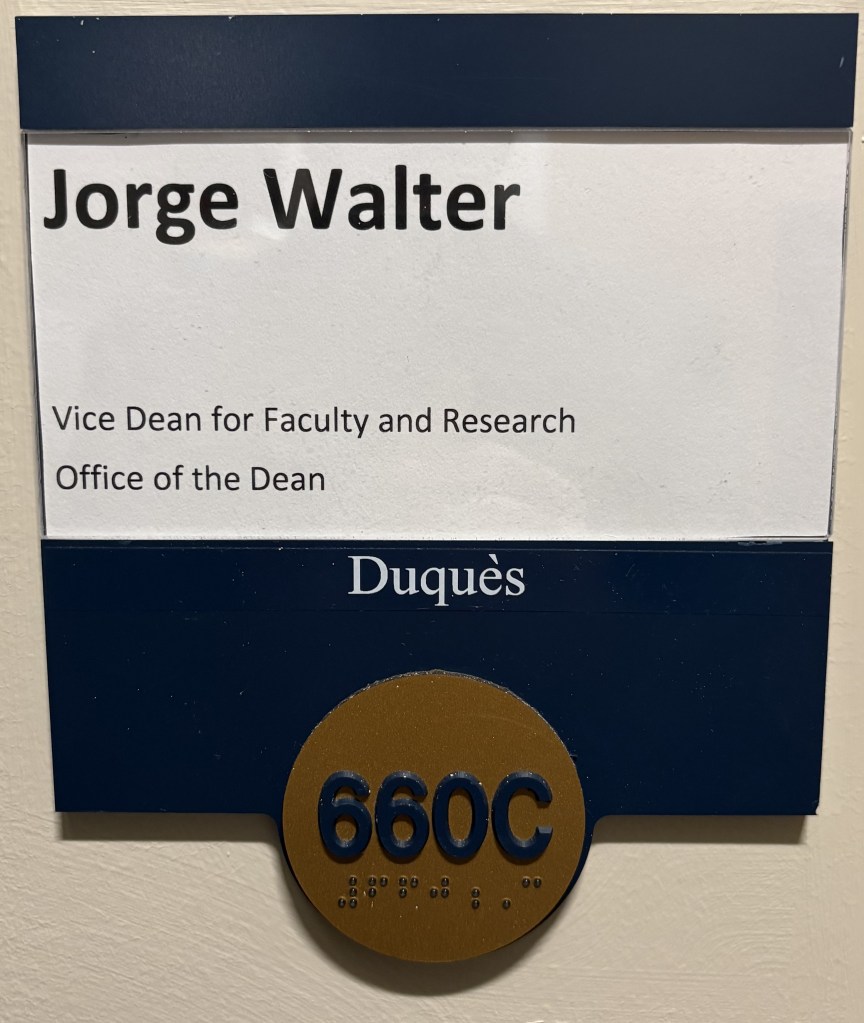 Jorge Walter
Vice Dean for Faculty and Research
Office of the Dean
Duquès
660C
⠼⠋⠋⠚⠰⠠⠉